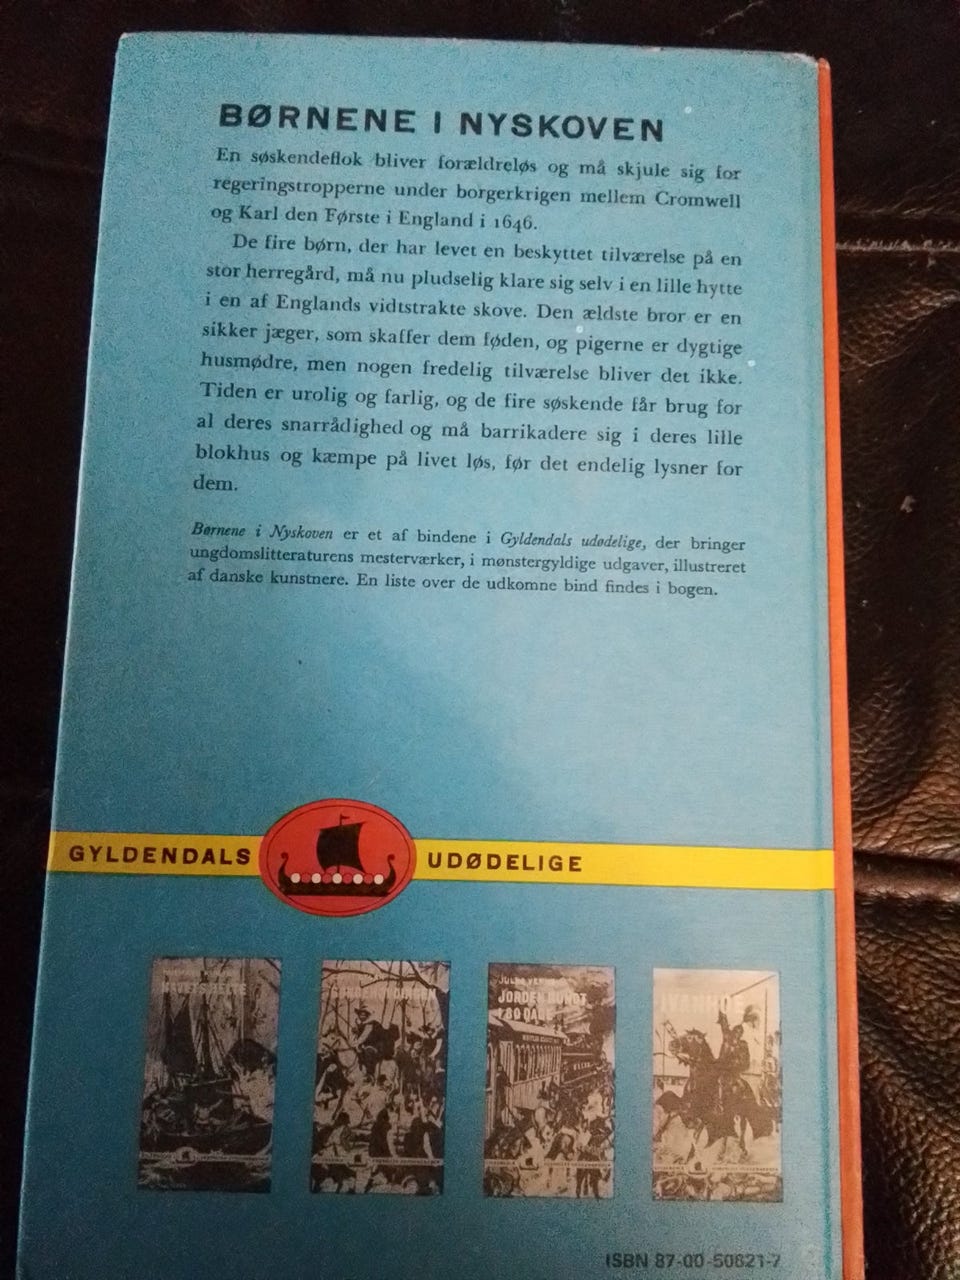 BØRNENE I NYSKOVEN
En søskendeflok bliver forældreløs og må skjule sig for
regeringstropperne under borgerkrigen mellem Cromwell
og Karl den Første i England i 1646.
De fire børn, der har levet en beskyttet tilværelse på en
stor herregård, må nu pludselig klare sig selv i en lille hytte
i en af Englands vidtstrakte skove. Den ældste bror er en
sikker jæger, som skaffer dem føden, og pigerne er dygtige
husmødre, men nogen fredelig tilværelse bliver det ikke.
Tiden er urolig og farlig, og de fire søskende får brug for
al deres snarrådighed og må barrikadere sig i deres lille
blokhus og kæmpe på livet løs, før det endelig lysner for
dem.
Børnene i Nyskoven er et af bindene i Gyldendals udødelige, der bringer
ungdomslitteraturens mesterværker, i mønstergyldige udgaver, illustreret
af danske kunstnere. En liste over de udkomne bind findes i bogen.
GYLDENDALS UDØDELIGE
HAVETS HELTE
JULES VERNE
JORDEN RUNDT
I 80 DAGE
IVANHOE
ISBN 87-00-50621-7